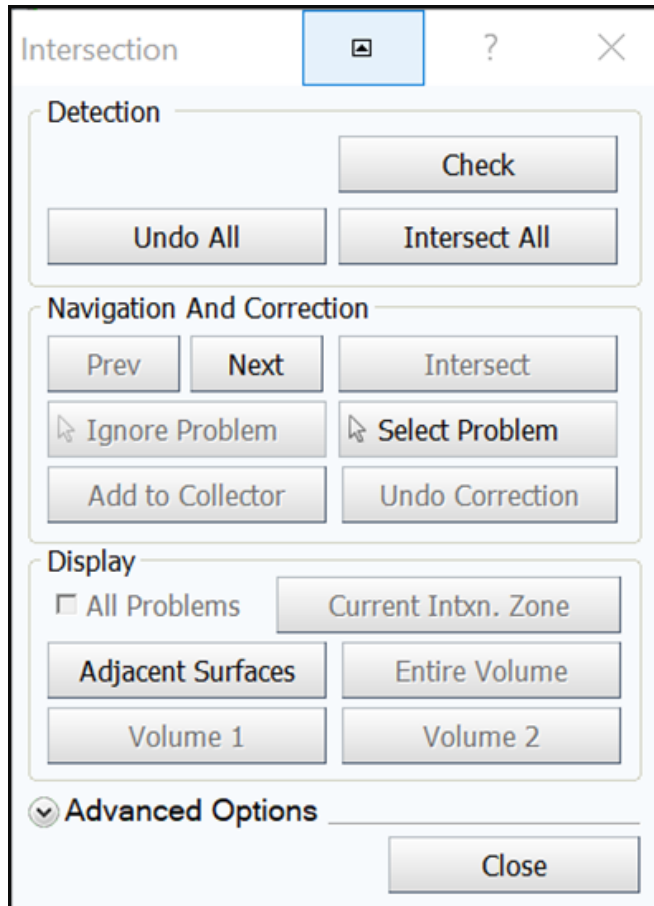 Intersection ?
Detection
Check
Undo All Intersect All
Navigation And Correction
Prev Next Intersect
Ignore Problem Select Problem
Add to Collector Undo Correction
Display
All Problems Current Intxn. Zone
Adjacent Surfaces Entire Volume
Volume 1 Volume 2
Advanced Options
Close